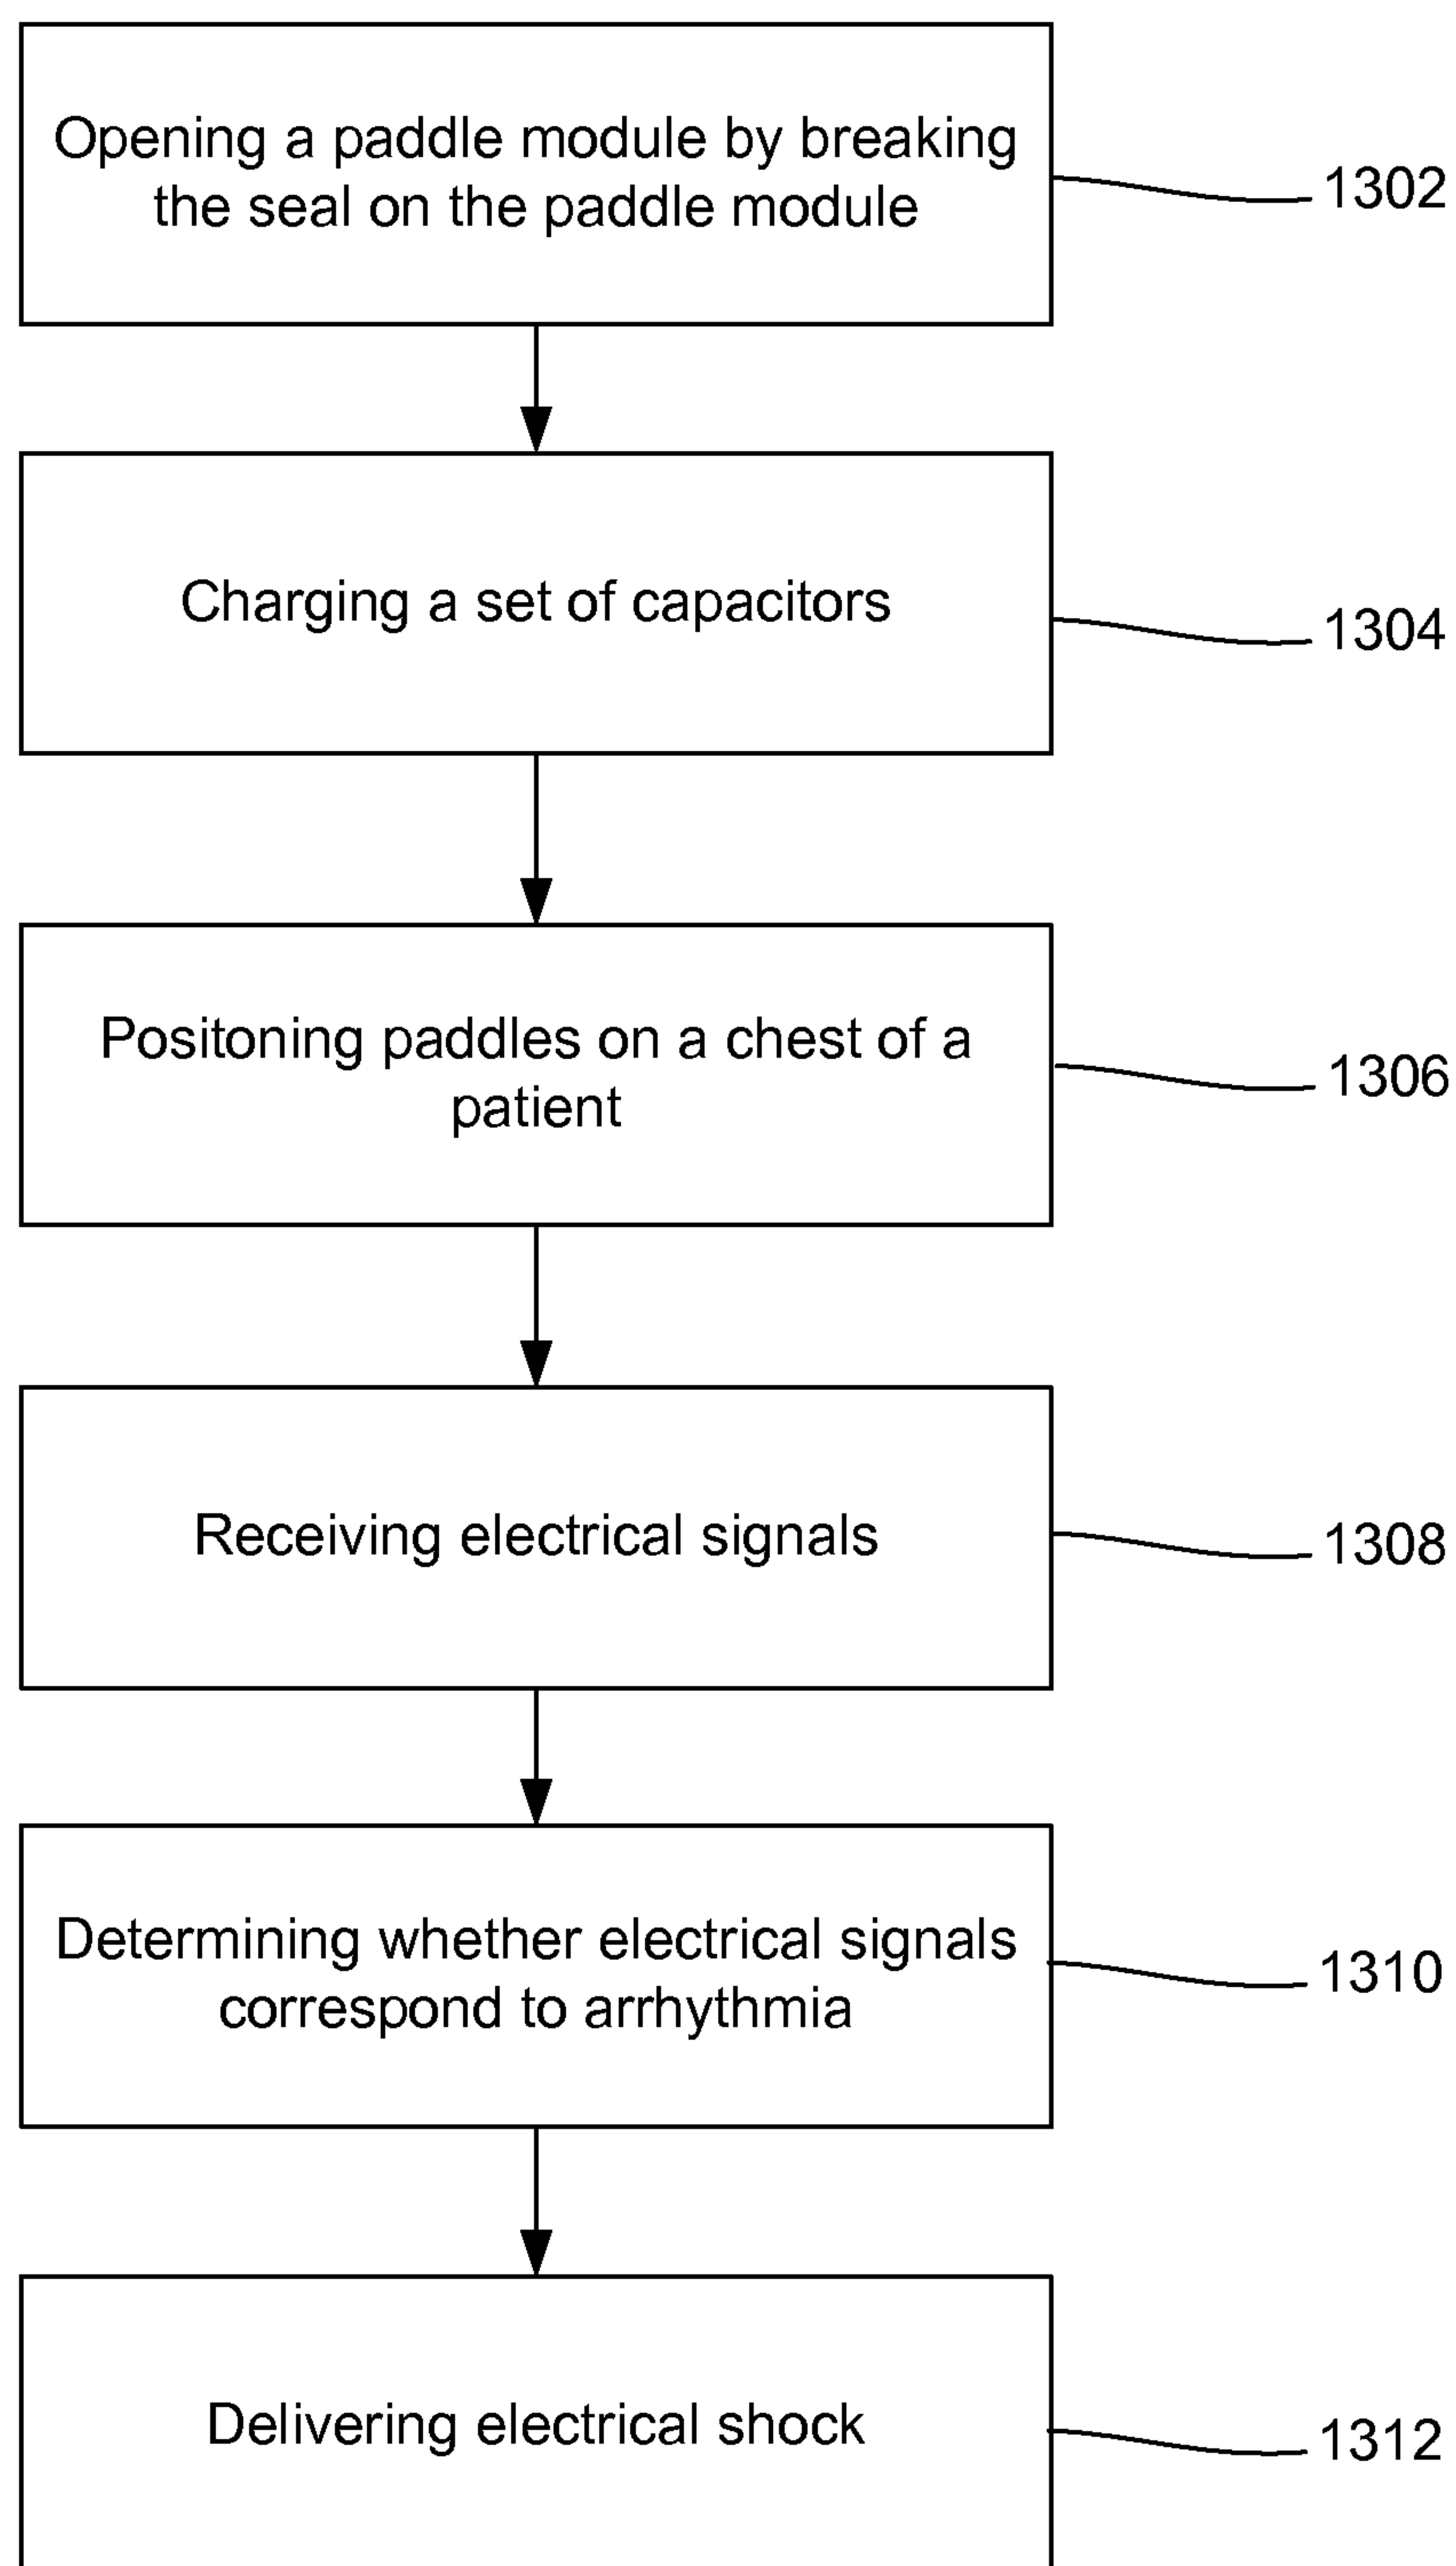 Opening a paddle module by breaking
the seal on the paddle module
1302
Charging a set of capacitors
1304
Positoning paddles on a chest of a
patient
1306
Receiving electrical signals
1308
Determining whether electrical signals
correspond to arrhythmia
1310
Delivering electrical shock
1312